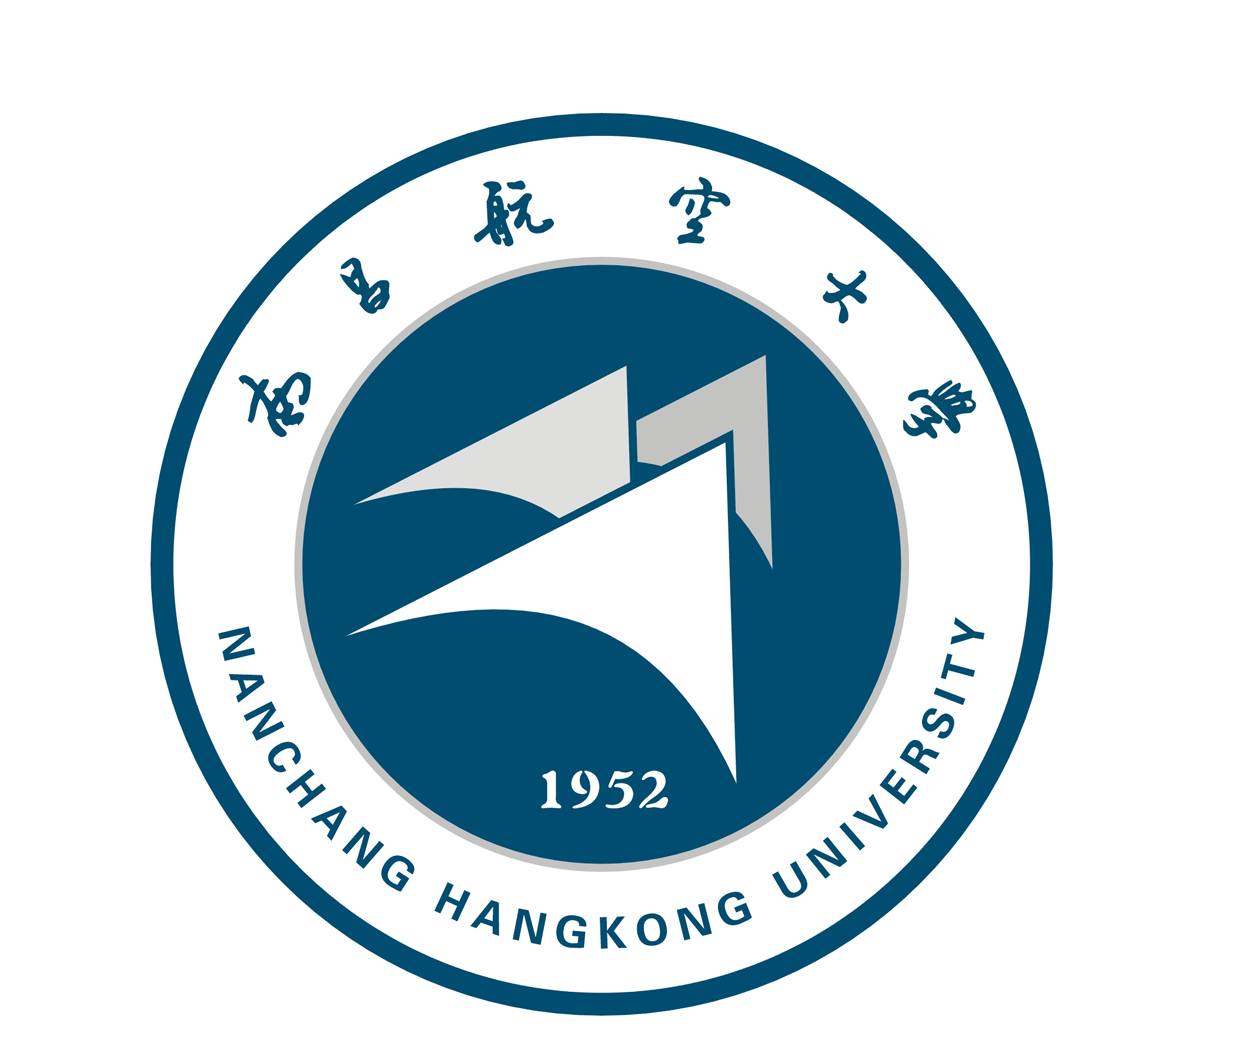 南昌航空大学
1952
NANCHANG HANGKONG UNIVERSITY